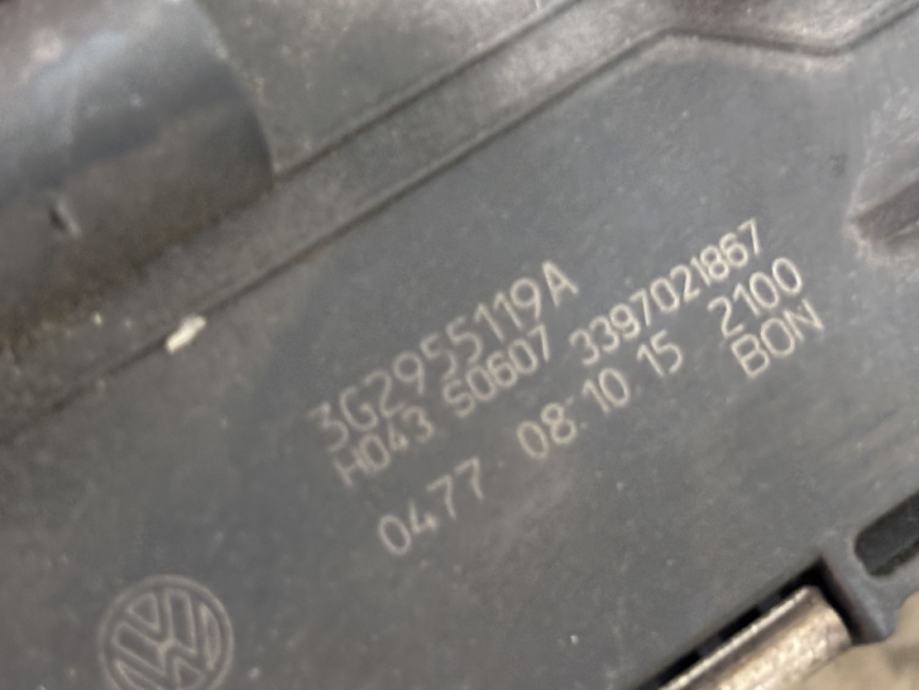 3G2955119A
H043 S0607 3397021867
0477 08.10.15 2100
BON